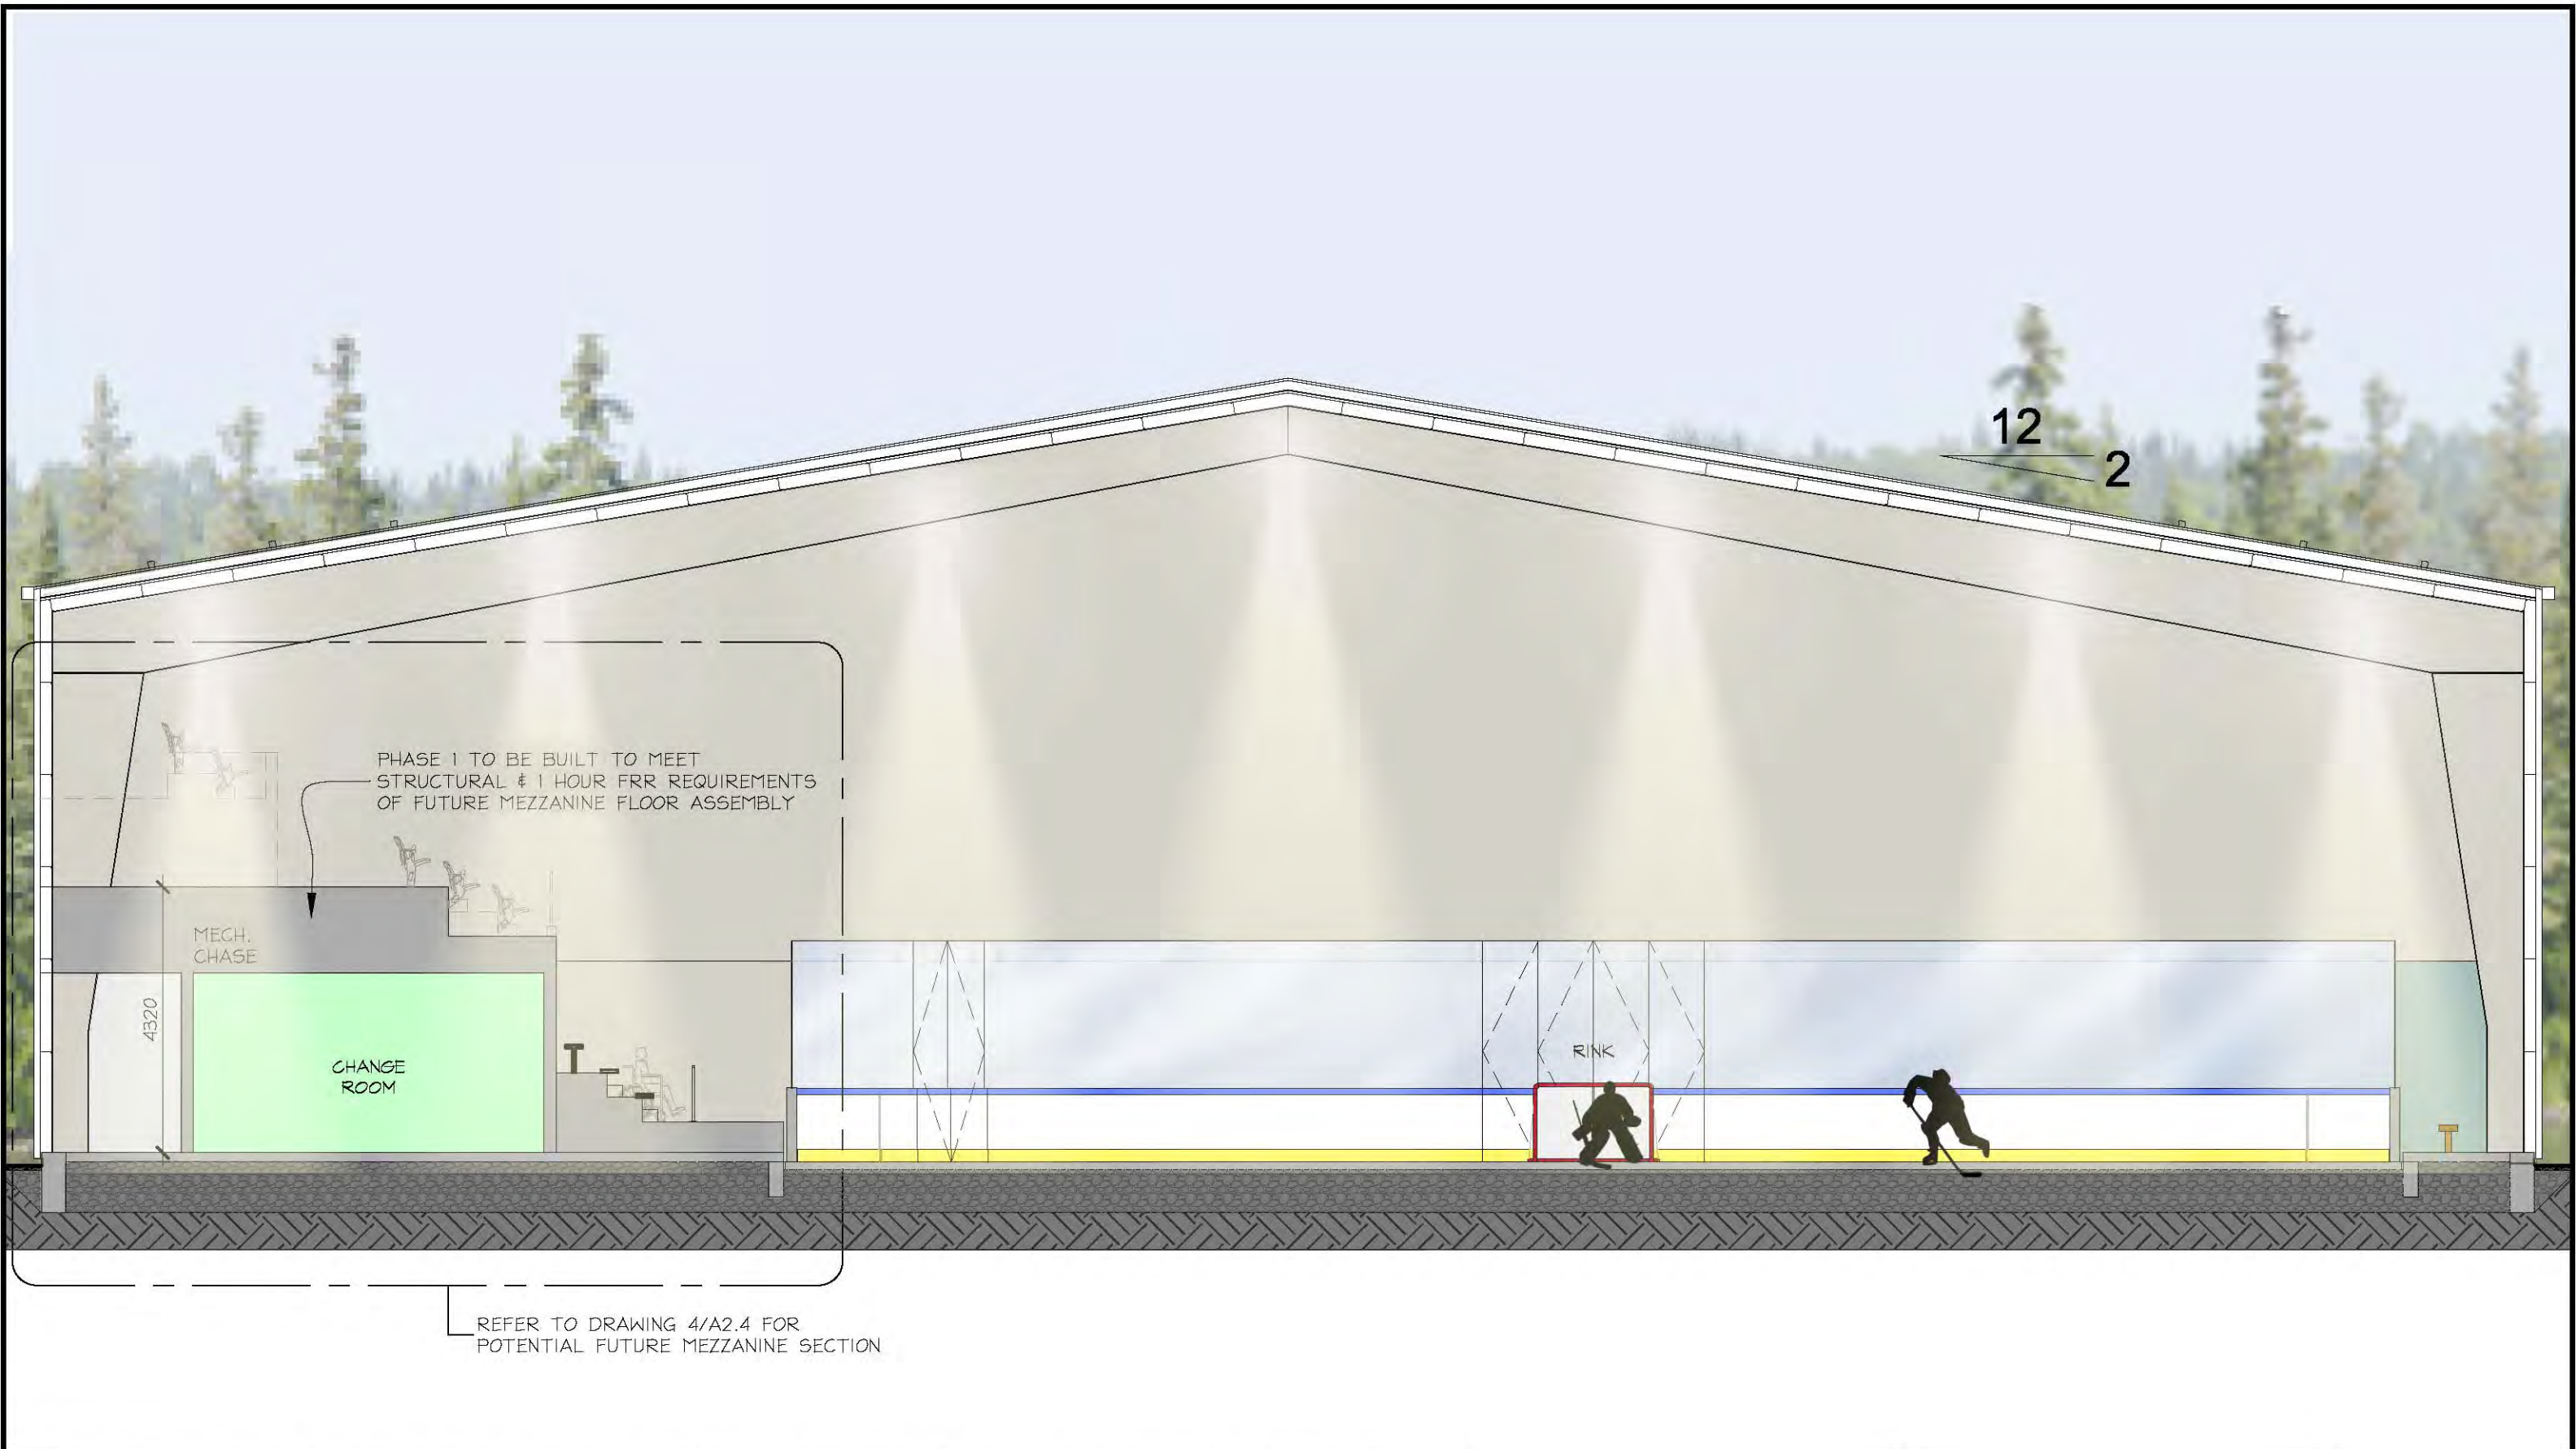 12
2
PHASE 1 TO BE BUILT TO MEET
STRUCTURAL & 1 HOUR FRR REQUIREMENTS
OF FUTURE MEZZANINE FLOOR ASSEMBLY
MECH.
CHASE
4320
CHANGE
ROOM
RINK
REFER TO DRAWING 4/A2.4 FOR
POTENTIAL FUTURE MEZZANINE SECTION